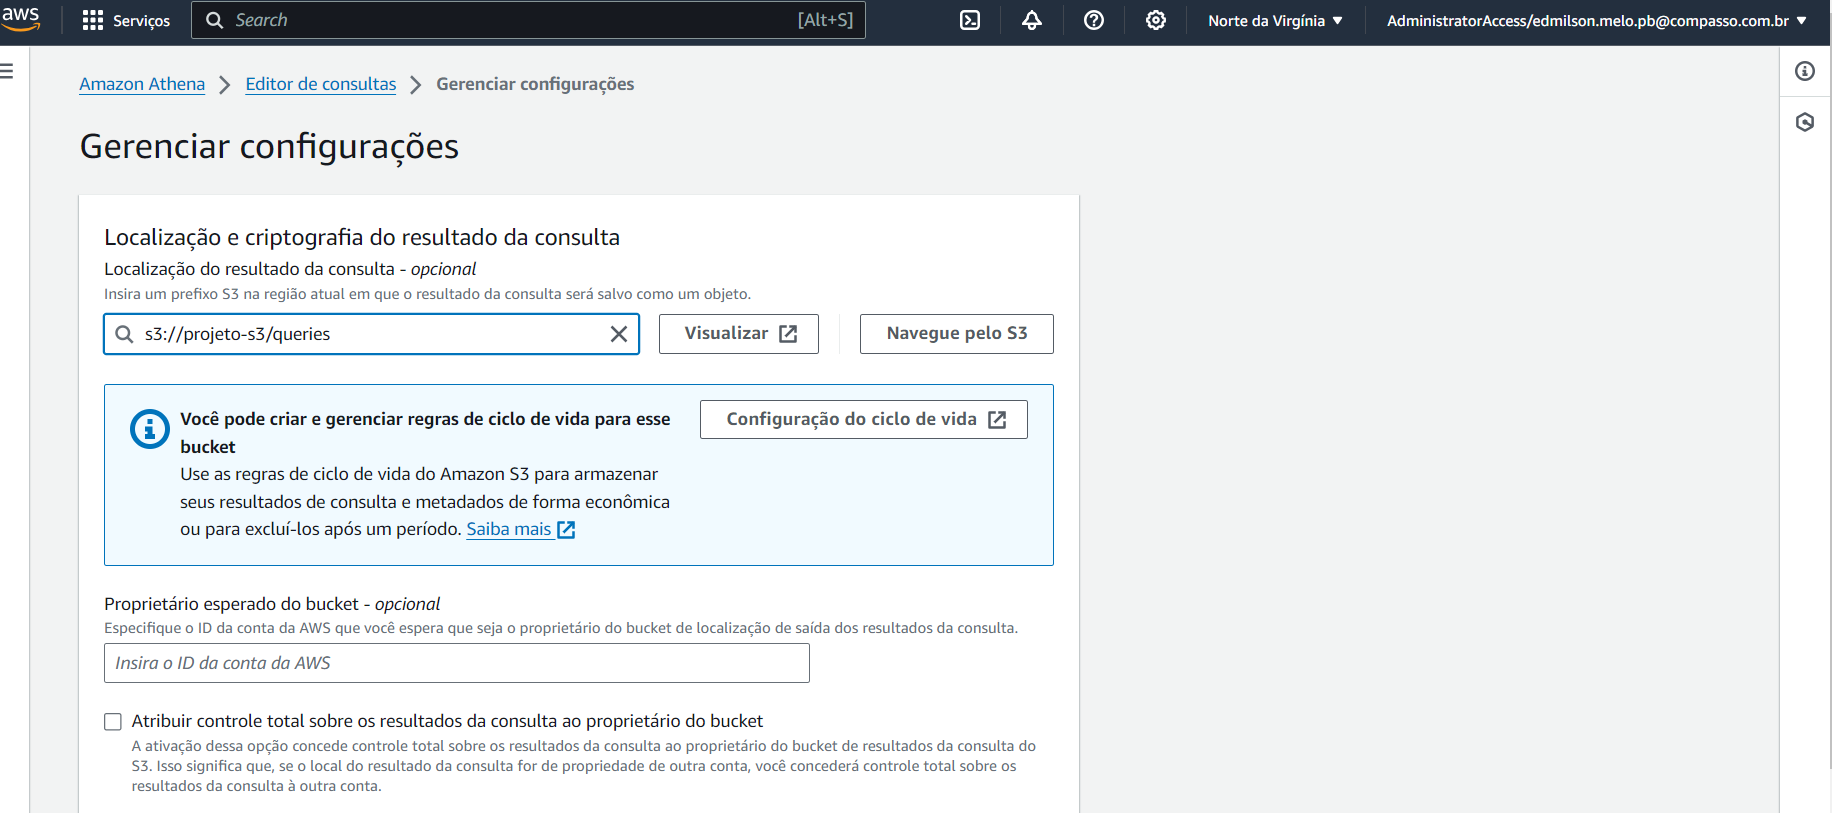 aws
Serviços
Search
[Alt+S]
Norte da Virgínia
AdministratorAccess/edmilson.melo.pb@compasso.com.br
Amazon Athena
Editor de consultas
Gerenciar configurações
Gerenciar configurações
Localização e criptografia do resultado da consulta
Localização do resultado da consulta - opcional
Insira um prefixo S3 na região atual em que o resultado da consulta será salvo como um objeto.
s3://projeto-s3/queries
Visualizar
Navegue pelo S3
Você pode criar e gerenciar regras de ciclo de vida para esse
bucket
Configuração do ciclo de vida
Use as regras de ciclo de vida do Amazon S3 para armazenar
seus resultados de consulta e metadados de forma econômica
ou para excluí-los após um período. Saiba mais
Proprietário esperado do bucket - opcional
Especifique o ID da conta da AWS que você espera que seja o proprietário do bucket de localização de saída dos resultados da consulta.
Insira o ID da conta da AWS
Atribuir controle total sobre os resultados da consulta ao proprietário do bucket
A ativação dessa opção concede controle total sobre os resultados da consulta ao proprietário do bucket de resultados da consulta do
S3. Isso significa que, se o local do resultado da consulta for de propriedade de outra conta, você concederá controle total sobre os
resultados da consulta à outra conta.